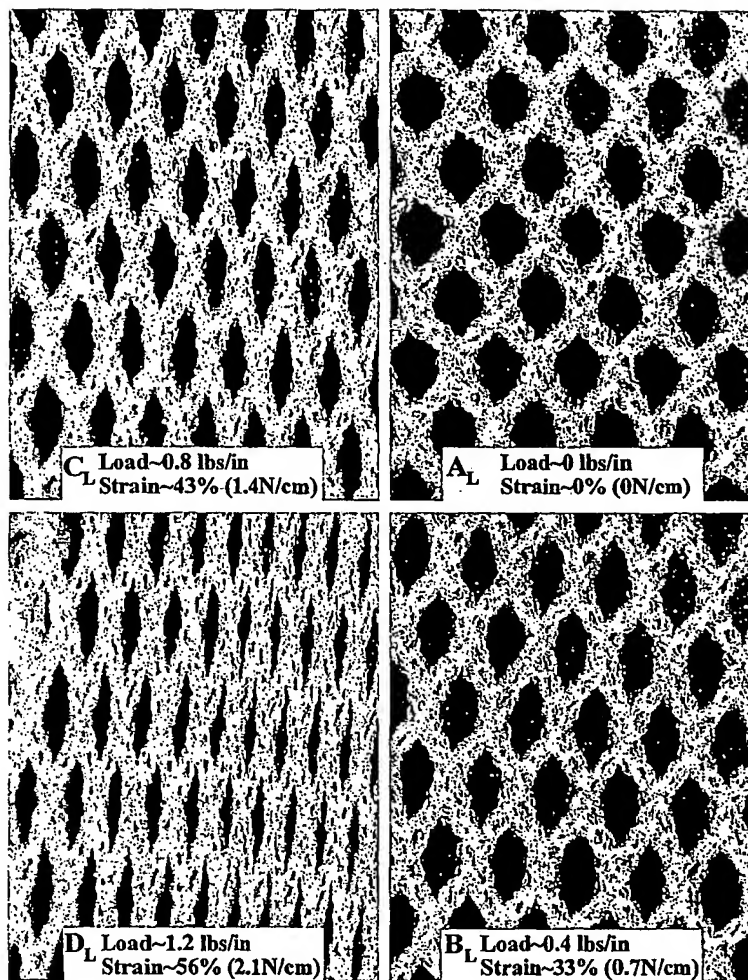 C_L Load~0.8 lbs/in
Strain~43% (1.4N/cm)
A_L Load~0 lbs/in
Strain~0% (0N/cm)
D_L Load~1.2 lbs/in
Strain~56% (2.1N/cm)
B_L Load~0.4 lbs/in
Strain~33% (0.7N/cm)